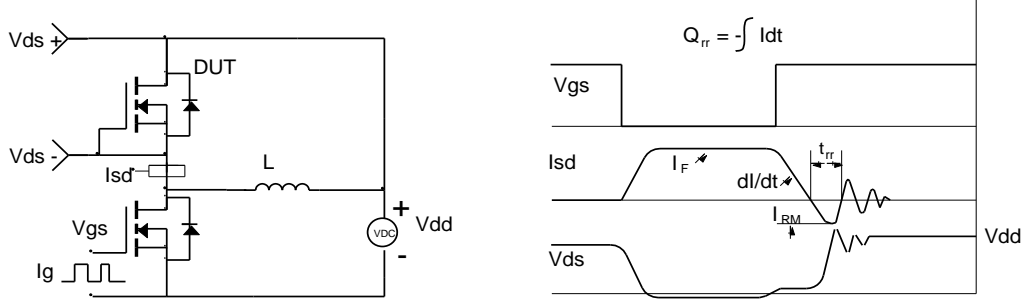 Vds +
DUT
Vds -
Isd
L
Vgs
Ig
+
VDC
-
Vdd
Qrr = -∫ Idt
Vgs
Isd
IF
trr
dI/dt
IRM
Vds
Vdd